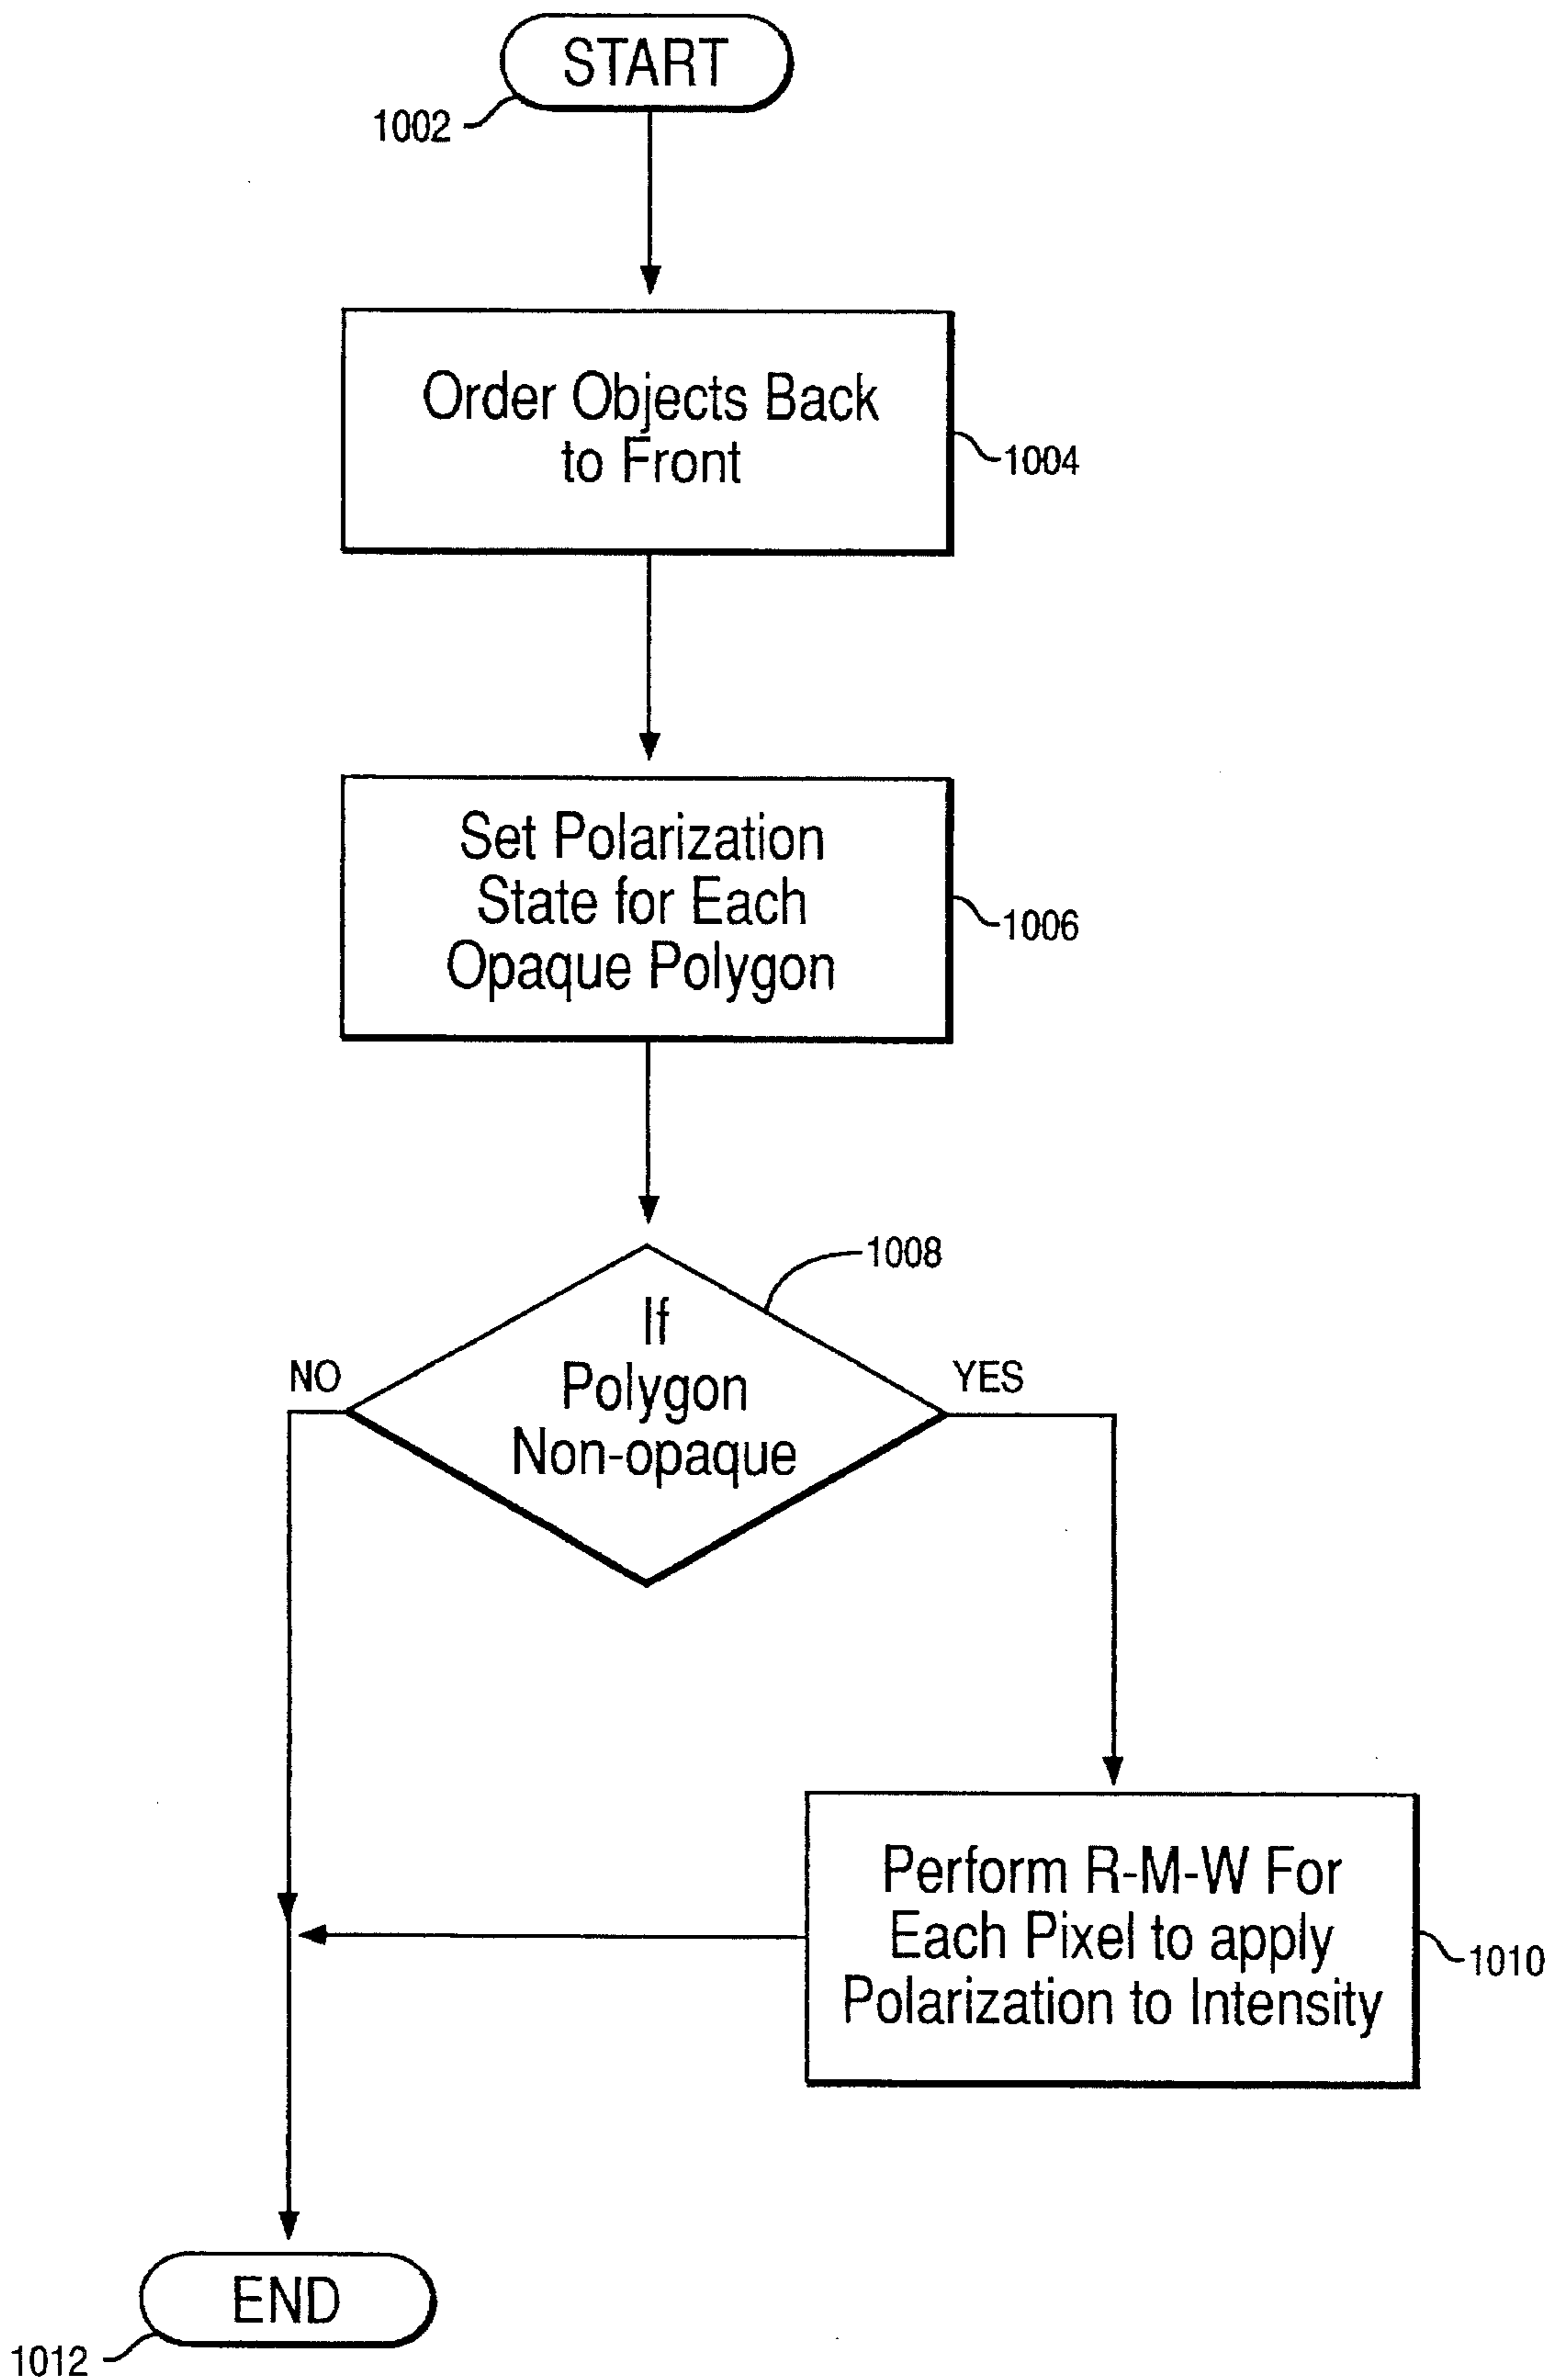 START
1002
Order Objects Back
to Front
1004
Set Polarization
State for Each
Opaque Polygon
1006
1008
If
Polygon
Non-opaque
NO
YES
Perform R-M-W For
Each Pixel to apply
Polarization to Intensity
1010
END
1012